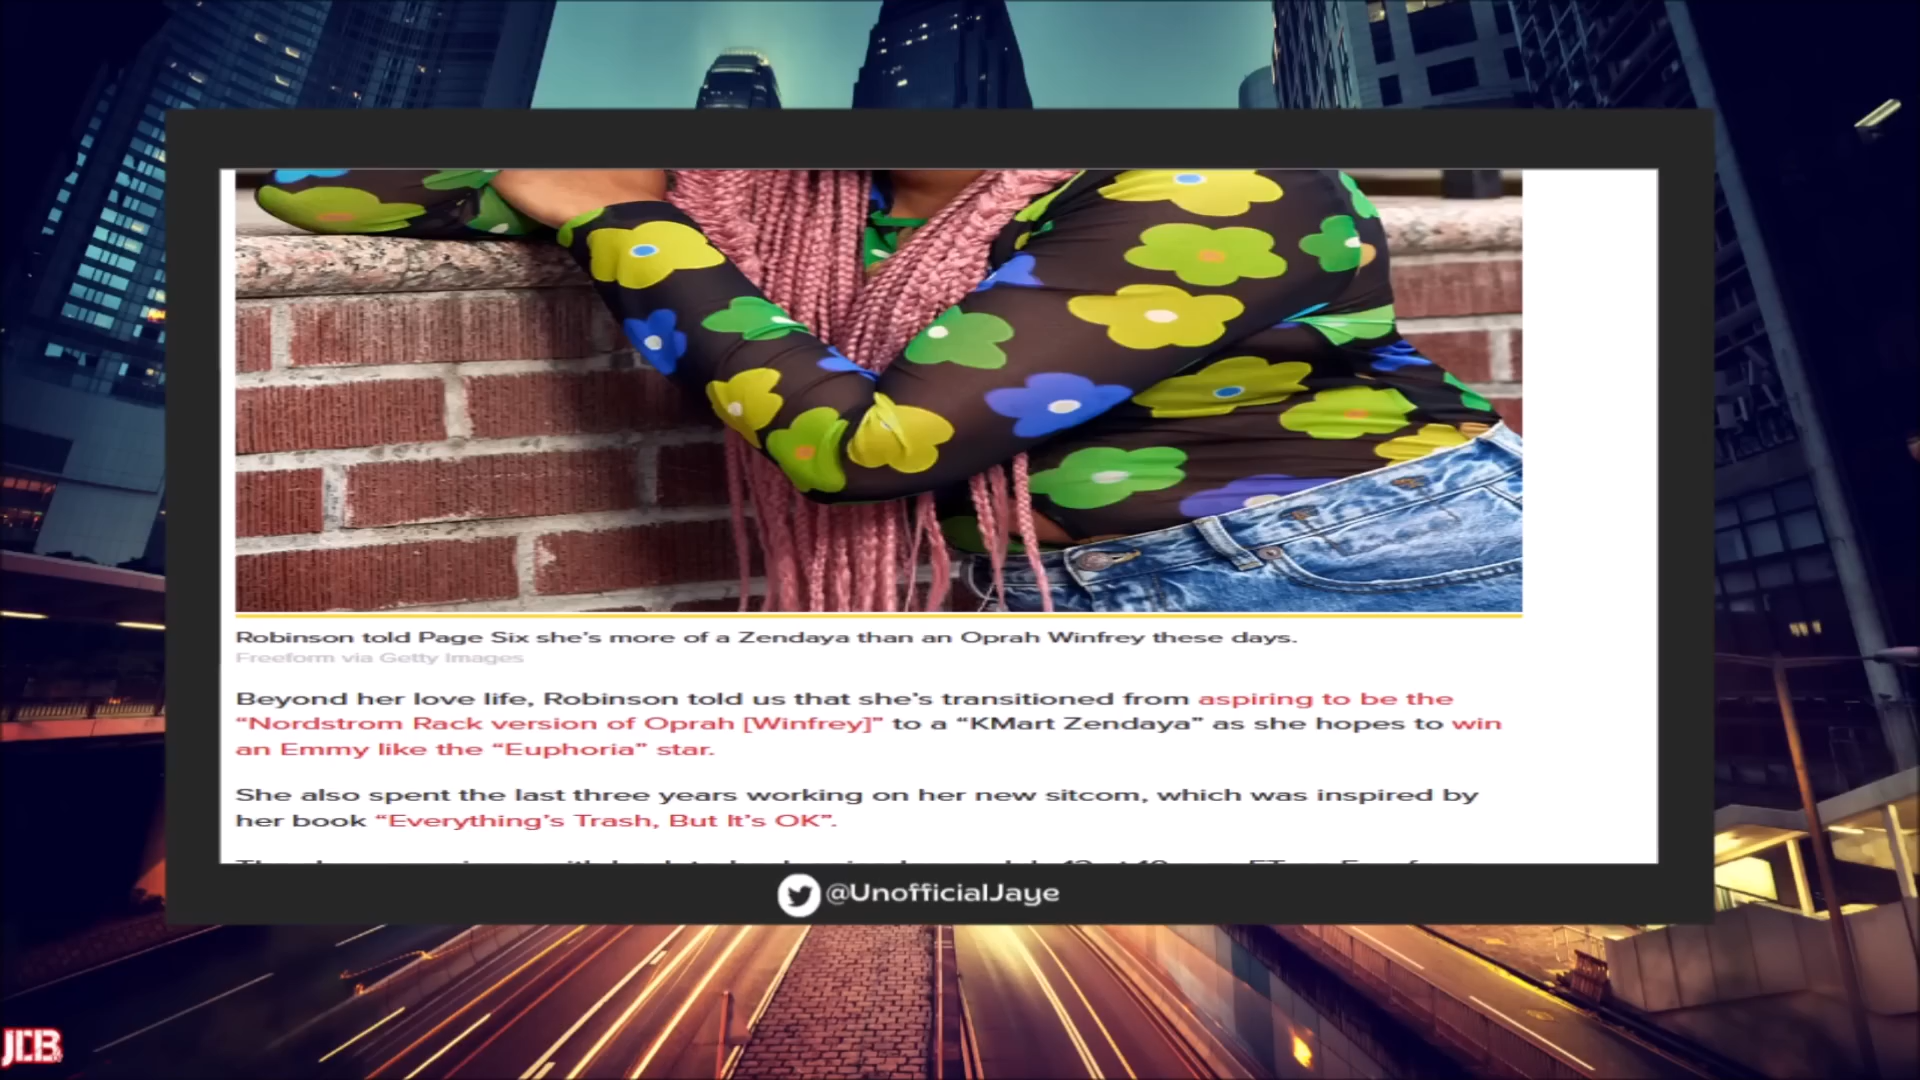 Robinson told Page Six she's more of a Zendaya than an Oprah Winfrey these days.
Freeform via Getty Images
Beyond her love life, Robinson told us that she's transitioned from aspiring to be the
“Nordstrom Rack version of Oprah [Winfrey]” to a “KMart Zendaya” as she hopes to win
an Emmy like the “Euphoria” star.
She also spent the last three years working on her new sitcom, which was inspired by
her book “Everything's Trash, But It's OK”.
@UnofficialJaye
JCB